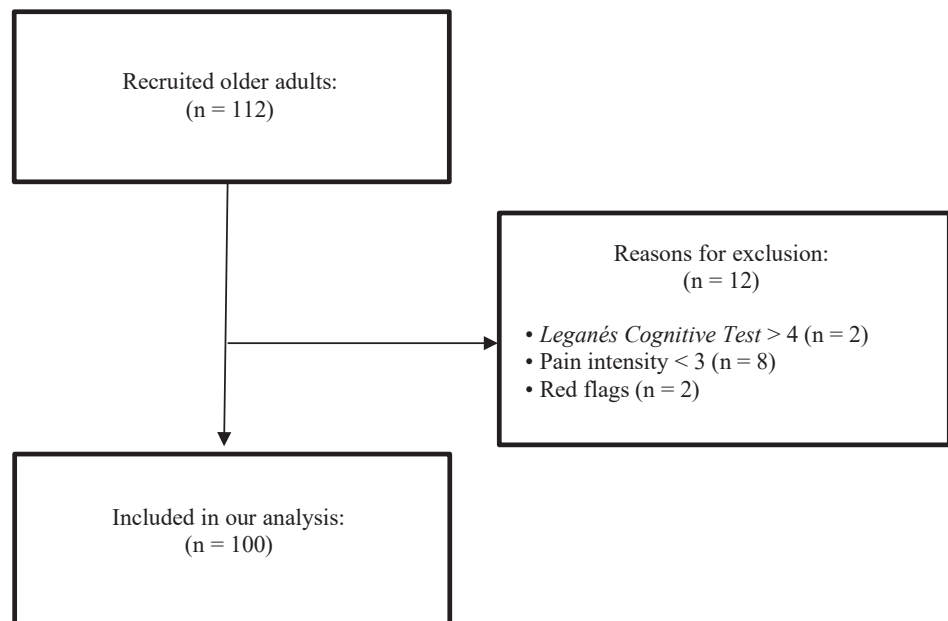 Recruited older adults:
(n = 112)
Reasons for exclusion:
(n = 12)
• Leganés Cognitive Test > 4 (n = 2)
• Pain intensity < 3 (n = 8)
• Red flags (n = 2)
Included in our analysis:
(n = 100)